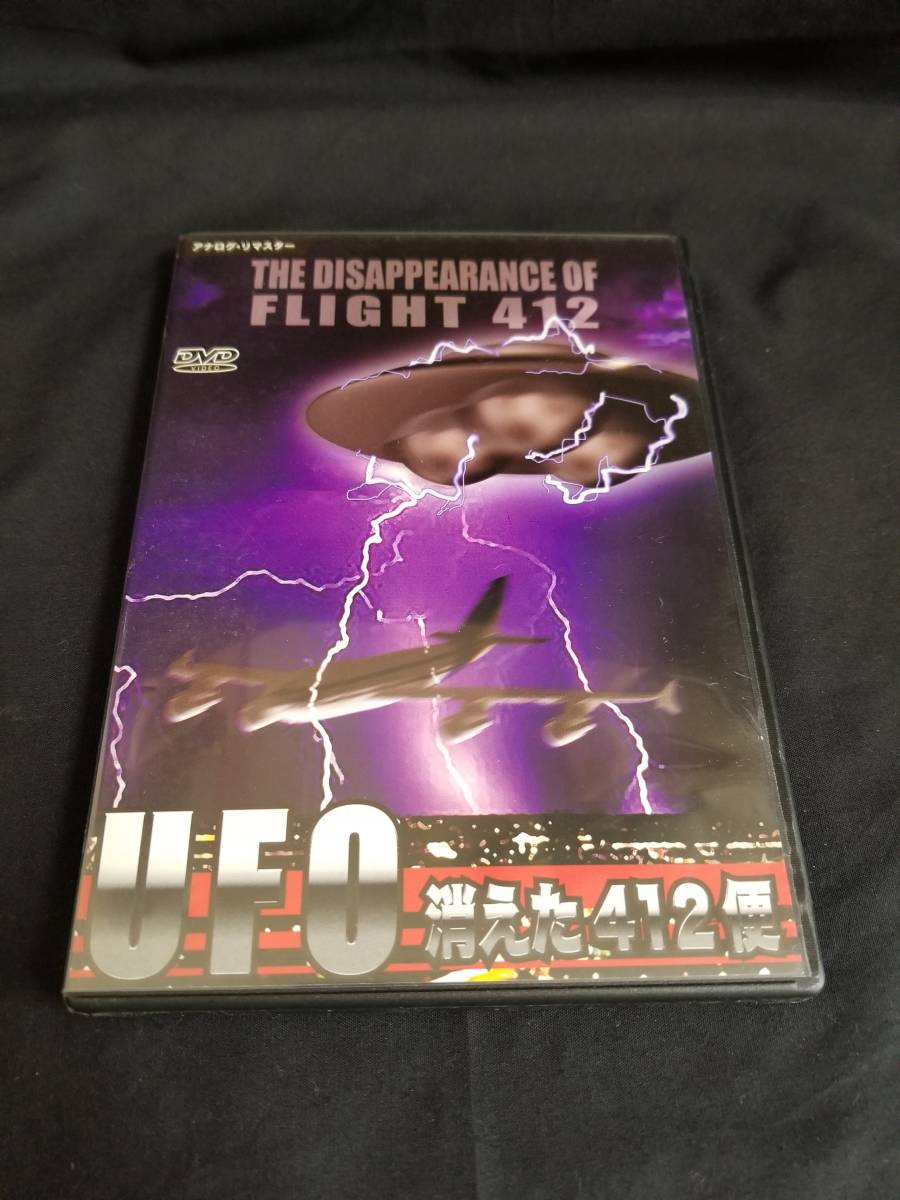 アナログ・リマスター
THE DISAPPEARANCE OF
FLIGHT 412
DVD
VIDEO
UFO
消えた412便